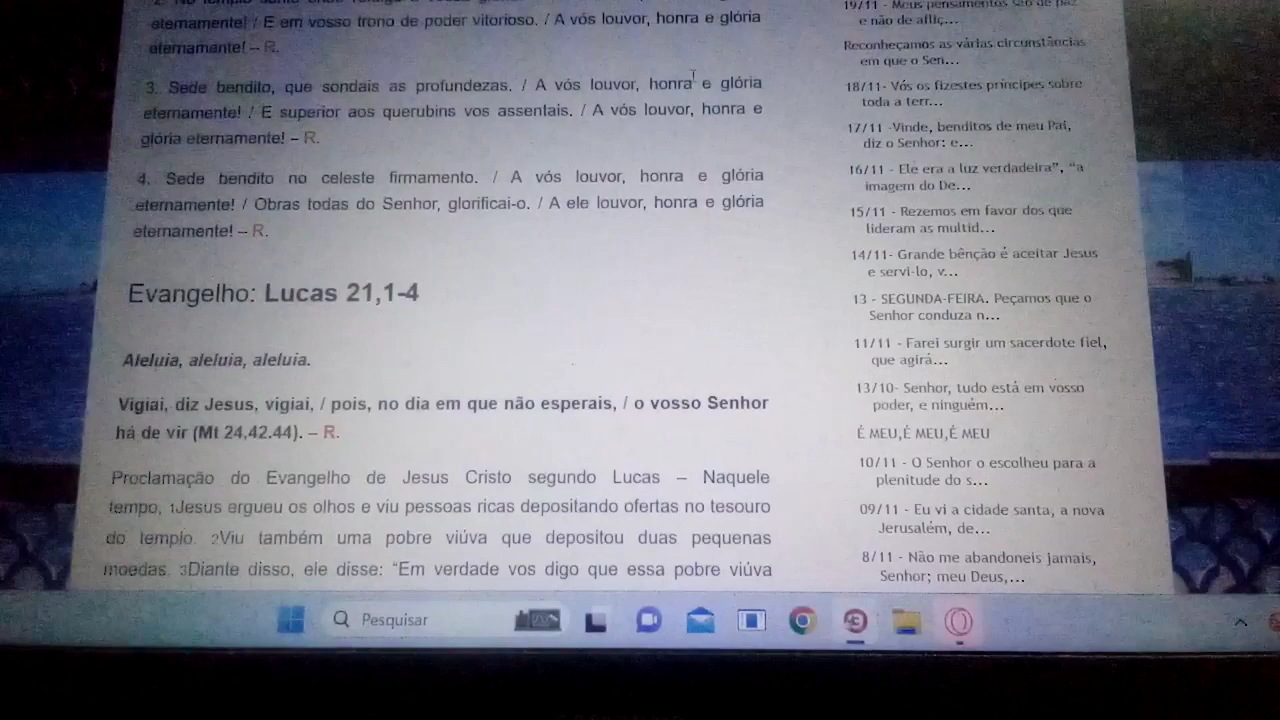 eternamente! / E em vosso trono de poder vitorioso. / A vós louvor, honra e glória
eternamente! – R.
3. Sede bendito, que sondais as profundezas. / A vós louvor, honra e glória
eternamente! / E superior aos querubins vos assentais. / A vós louvor, honra e
glória eternamente! – R.
4. Sede bendito no celeste firmamento. / A vós louvor, honra e glória
eternamente! / Obras todas do Senhor, glorificai-o. / A ele louvor, honra e glória
eternamente! – R.
Evangelho: Lucas 21,1-4
Aleluia, aleluia, aleluia.
Vigiai, diz Jesus, vigiai, / pois, no dia em que não esperais, / o vosso Senhor
há de vir (Mt 24,42.44). – R.
Proclamação do Evangelho de Jesus Cristo segundo Lucas – Naquele
tempo, 1Jesus ergueu os olhos e viu pessoas ricas depositando ofertas no tesouro
do templo. 2Viu também uma pobre viúva que depositou duas pequenas
moedas. 3Diante disso, ele disse: “Em verdade vos digo que essa pobre viúva
19/11 - Meus pensamentos são de paz
e não de afliç...
Reconheçamos as várias circunstâncias
em que o Sen...
18/11- Vós os fizestes príncipes sobre
toda a terr...
17/11 -Vinde, benditos de meu Pai,
diz o Senhor: e...
16/11 - Ele era a luz verdadeira”, “a
imagem do De...
15/11 - Rezemos em favor dos que
lideram as multid...
14/11- Grande bênção é aceitar Jesus
e servi-lo, v...
13 - SEGUNDA-FEIRA. Peçamos que o
Senhor conduza n...
11/11 - Farei surgir um sacerdote fiel,
que agirá...
13/10- Senhor, tudo está em vosso
poder, e ninguém...
É MEU,É MEU,É MEU
10/11 - O Senhor o escolheu para a
plenitude do s...
09/11 - Eu vi a cidade santa, a nova
Jerusalém, de...
8/11 - Não me abandoneis jamais,
Senhor; meu Deus,...
Pesquisar